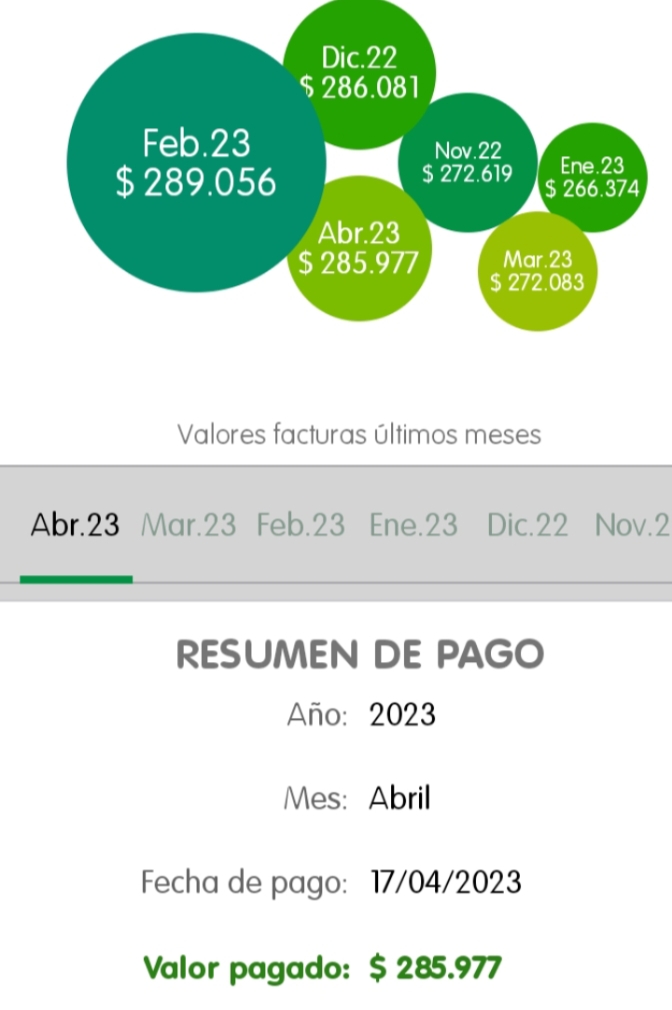 Dic.22
$ 286.081
Feb.23
$ 289.056
Nov.22
$ 272.619
Ene.23
$ 266.374
Abr.23
$ 285.977
Mar.23
$ 272.083
Valores facturas últimos meses
Abr.23 Mar.23 Feb.23 Ene.23 Dic.22 Nov.2
RESUMEN DE PAGO
Año: 2023
Mes: Abril
Fecha de pago: 17/04/2023
Valor pagado: $ 285.977